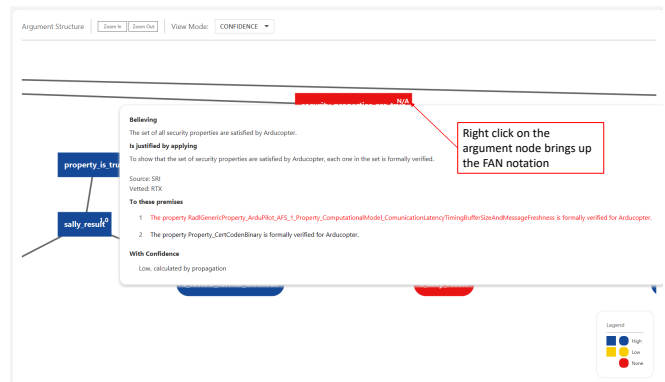 Argument Structure
Zoom In
Zoom Out
View Mode:
CONFIDENCE
N/A
Right click on the
argument node brings up
the FAN notation
Believing
The set of all security properties are satisfied by Arducopter.
Is justified by applying
To show that the set of security properties are satisfied by Arducopter, each one in the set is formally verified.
Source: SRI
Vetted: RTX
To these premises
1 The property RadlGenericProperty_ArduPilot_AFS_1_Property_ComputationalModel_ComunicationLatencyTimingBufferSizeAndMessageFreshness is formally verified for Arducopter.
2 The property Property_CertCodenBinary is formally verified for Arducopter.
With Confidence
Low, calculated by propagation
property_is_tru
sally_result
1.0
Legend
High
Low
None